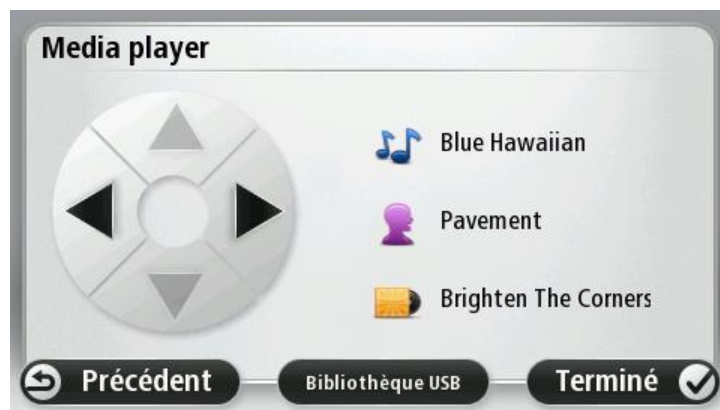 Media player
Blue Hawaiian
Pavement
Brighten The Corners
Précédent
Bibliothèque USB
Terminé